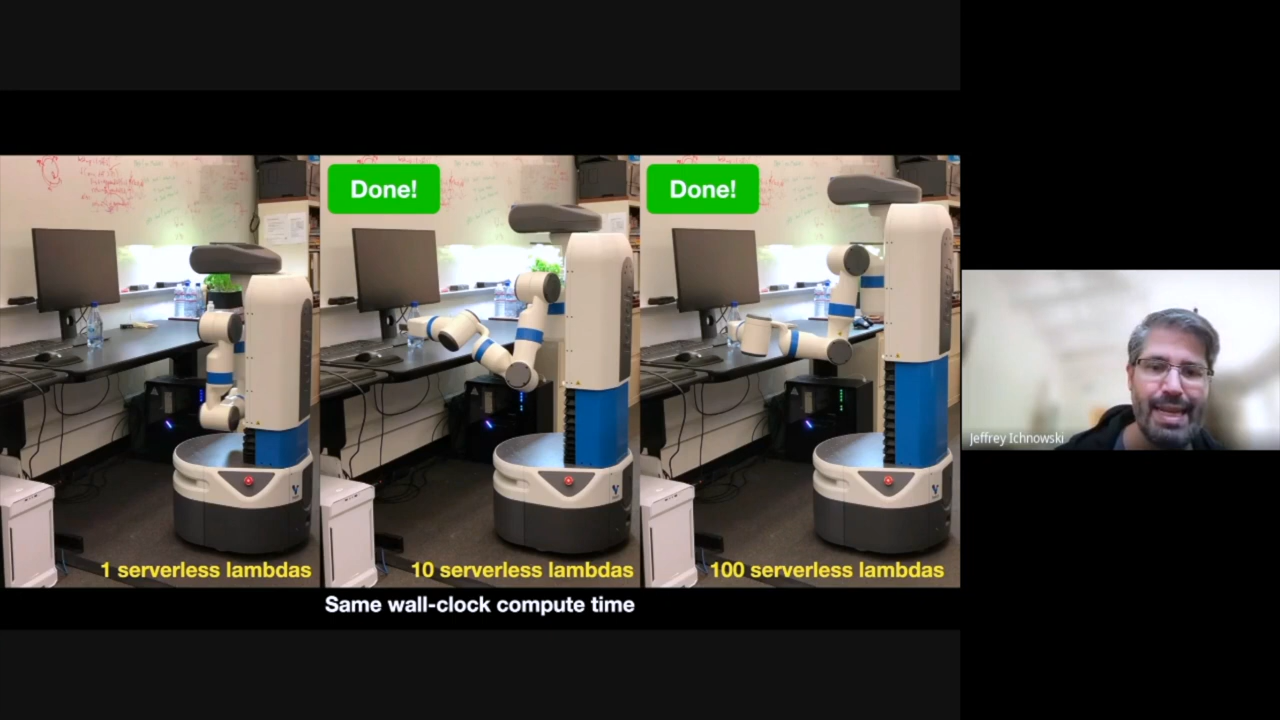 Done!
Done!
1 serverless lambdas
10 serverless lambdas
100 serverless lambdas
Same wall-clock compute time
Jeffrey Ichnowski